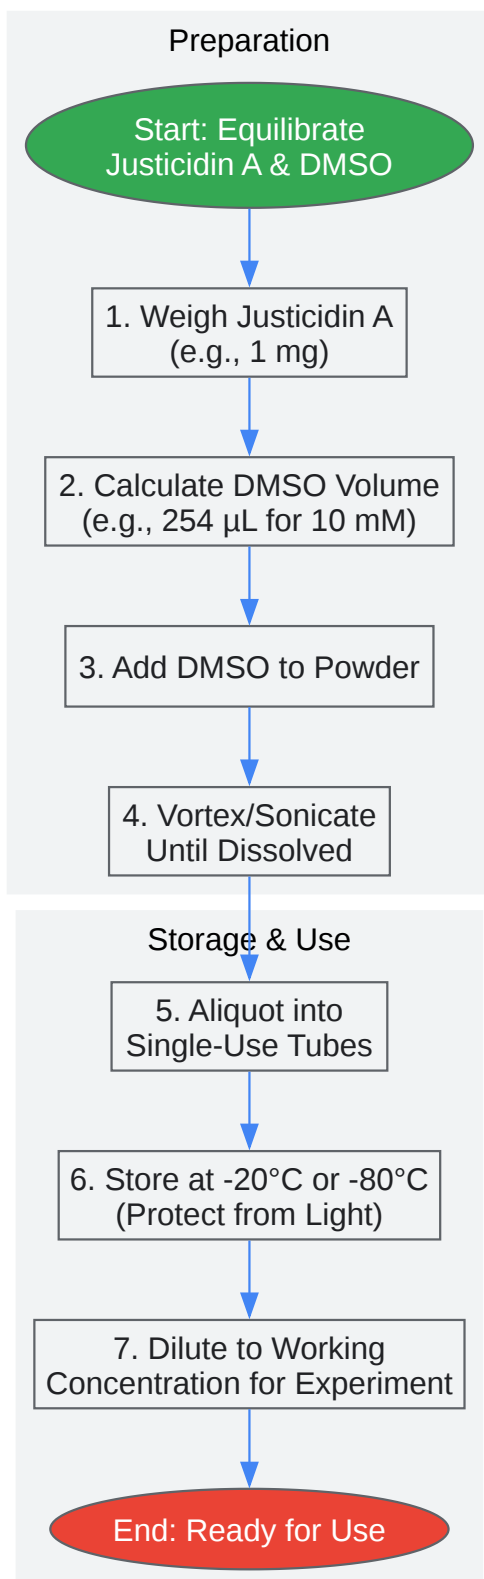 Preparation
Start: Equilibrate
Justicidin A & DMSO
1. Weigh Justicidin A
(e.g., 1 mg)
2. Calculate DMSO Volume
(e.g., 254 µL for 10 mM)
3. Add DMSO to Powder
4. Vortex/Sonicate
Until Dissolved
Storage & Use
5. Aliquot into
Single-Use Tubes
6. Store at -20°C or -80°C
(Protect from Light)
7. Dilute to Working
Concentration for Experiment
End: Ready for Use